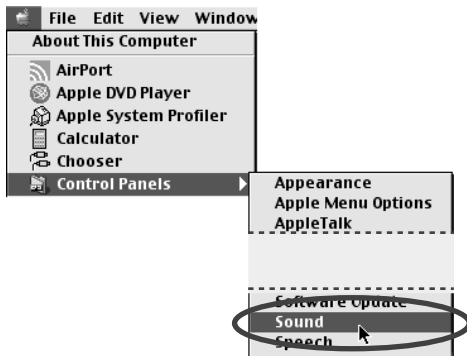 File Edit View Window
About This Computer
AirPort
Apple DVD Player
Apple System Profiler
Calculator
Chooser
Control Panels
Appearance
Apple Menu Options
AppleTalk
Software Update
Sound
Speech